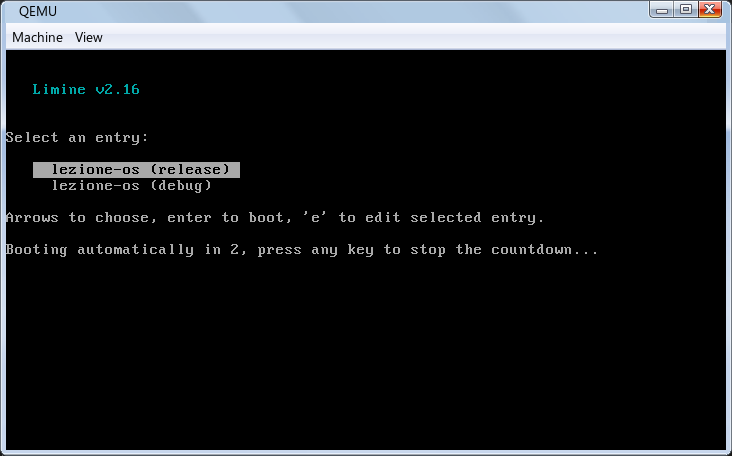 QEMU
Machine View
Limine v2.16
Select an entry:
lezione-os (release)
lezione-os (debug)
Arrows to choose, enter to boot, 'e' to edit selected entry.
Booting automatically in 2, press any key to stop the countdown...